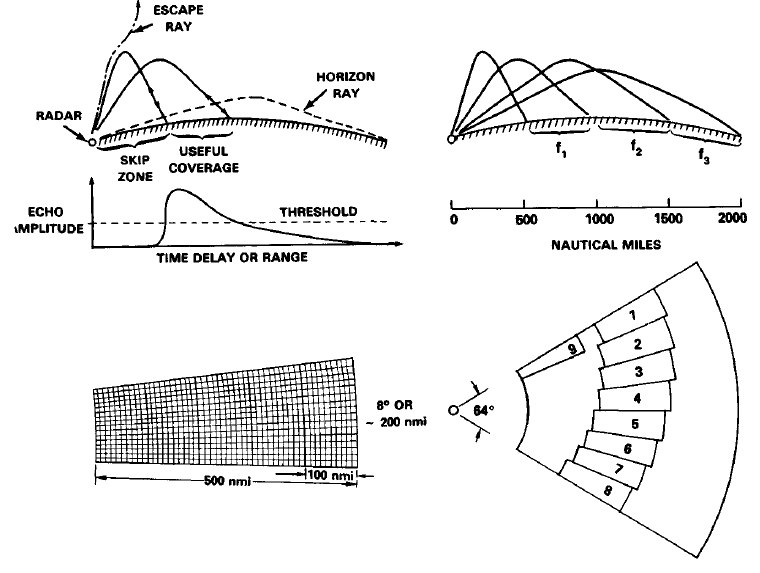 ESCAPE
RAY
HORIZON
RAY
RADAR
SKIP
ZONE
USEFUL
COVERAGE
ECHO
AMPLITUDE
THRESHOLD
TIME DELAY OR RANGE
f1
f2
f3
0
500
1000
1500
2000
NAUTICAL MILES
8° OR
~ 200 nmi
100 nmi
500 nmi
64°
9
1
2
3
4
5
6
7
8